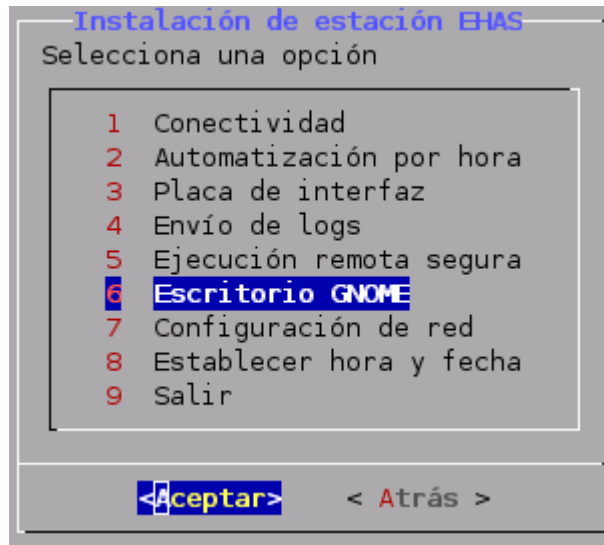 Instalación de estación EHAS
Selecciona una opción
1 Conectividad
2 Automatización por hora
3 Placa de interfaz
4 Envío de logs
5 Ejecución remota segura
6 Escritorio GNOME
7 Configuración de red
8 Establecer hora y fecha
9 Salir
<Aceptar> < Atrás >